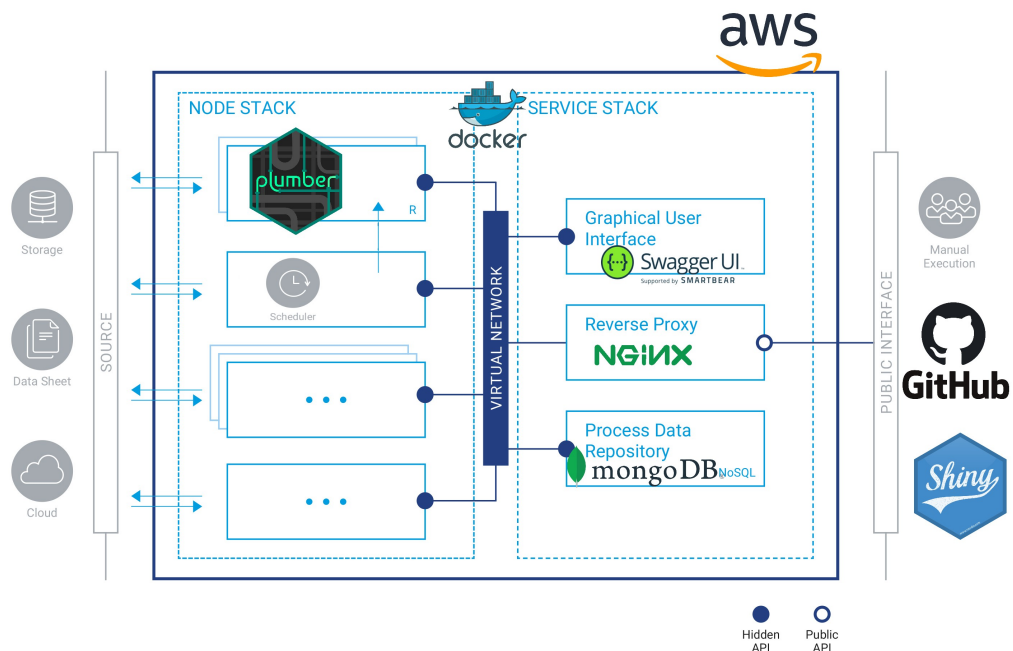 aws
NODE STACK
docker
SERVICE STACK
plumber
R
Scheduler
SOURCE
Storage
Data Sheet
Cloud
VIRTUAL NETWORK
Graphical User
Interface
Swagger UI
Supported by SMARTBEAR
Reverse Proxy
NGINX
Process Data
Repository
mongoDB
NoSQL
PUBLIC INTERFACE
Manual
Execution
GitHub
Shiny
Hidden
API
Public
API